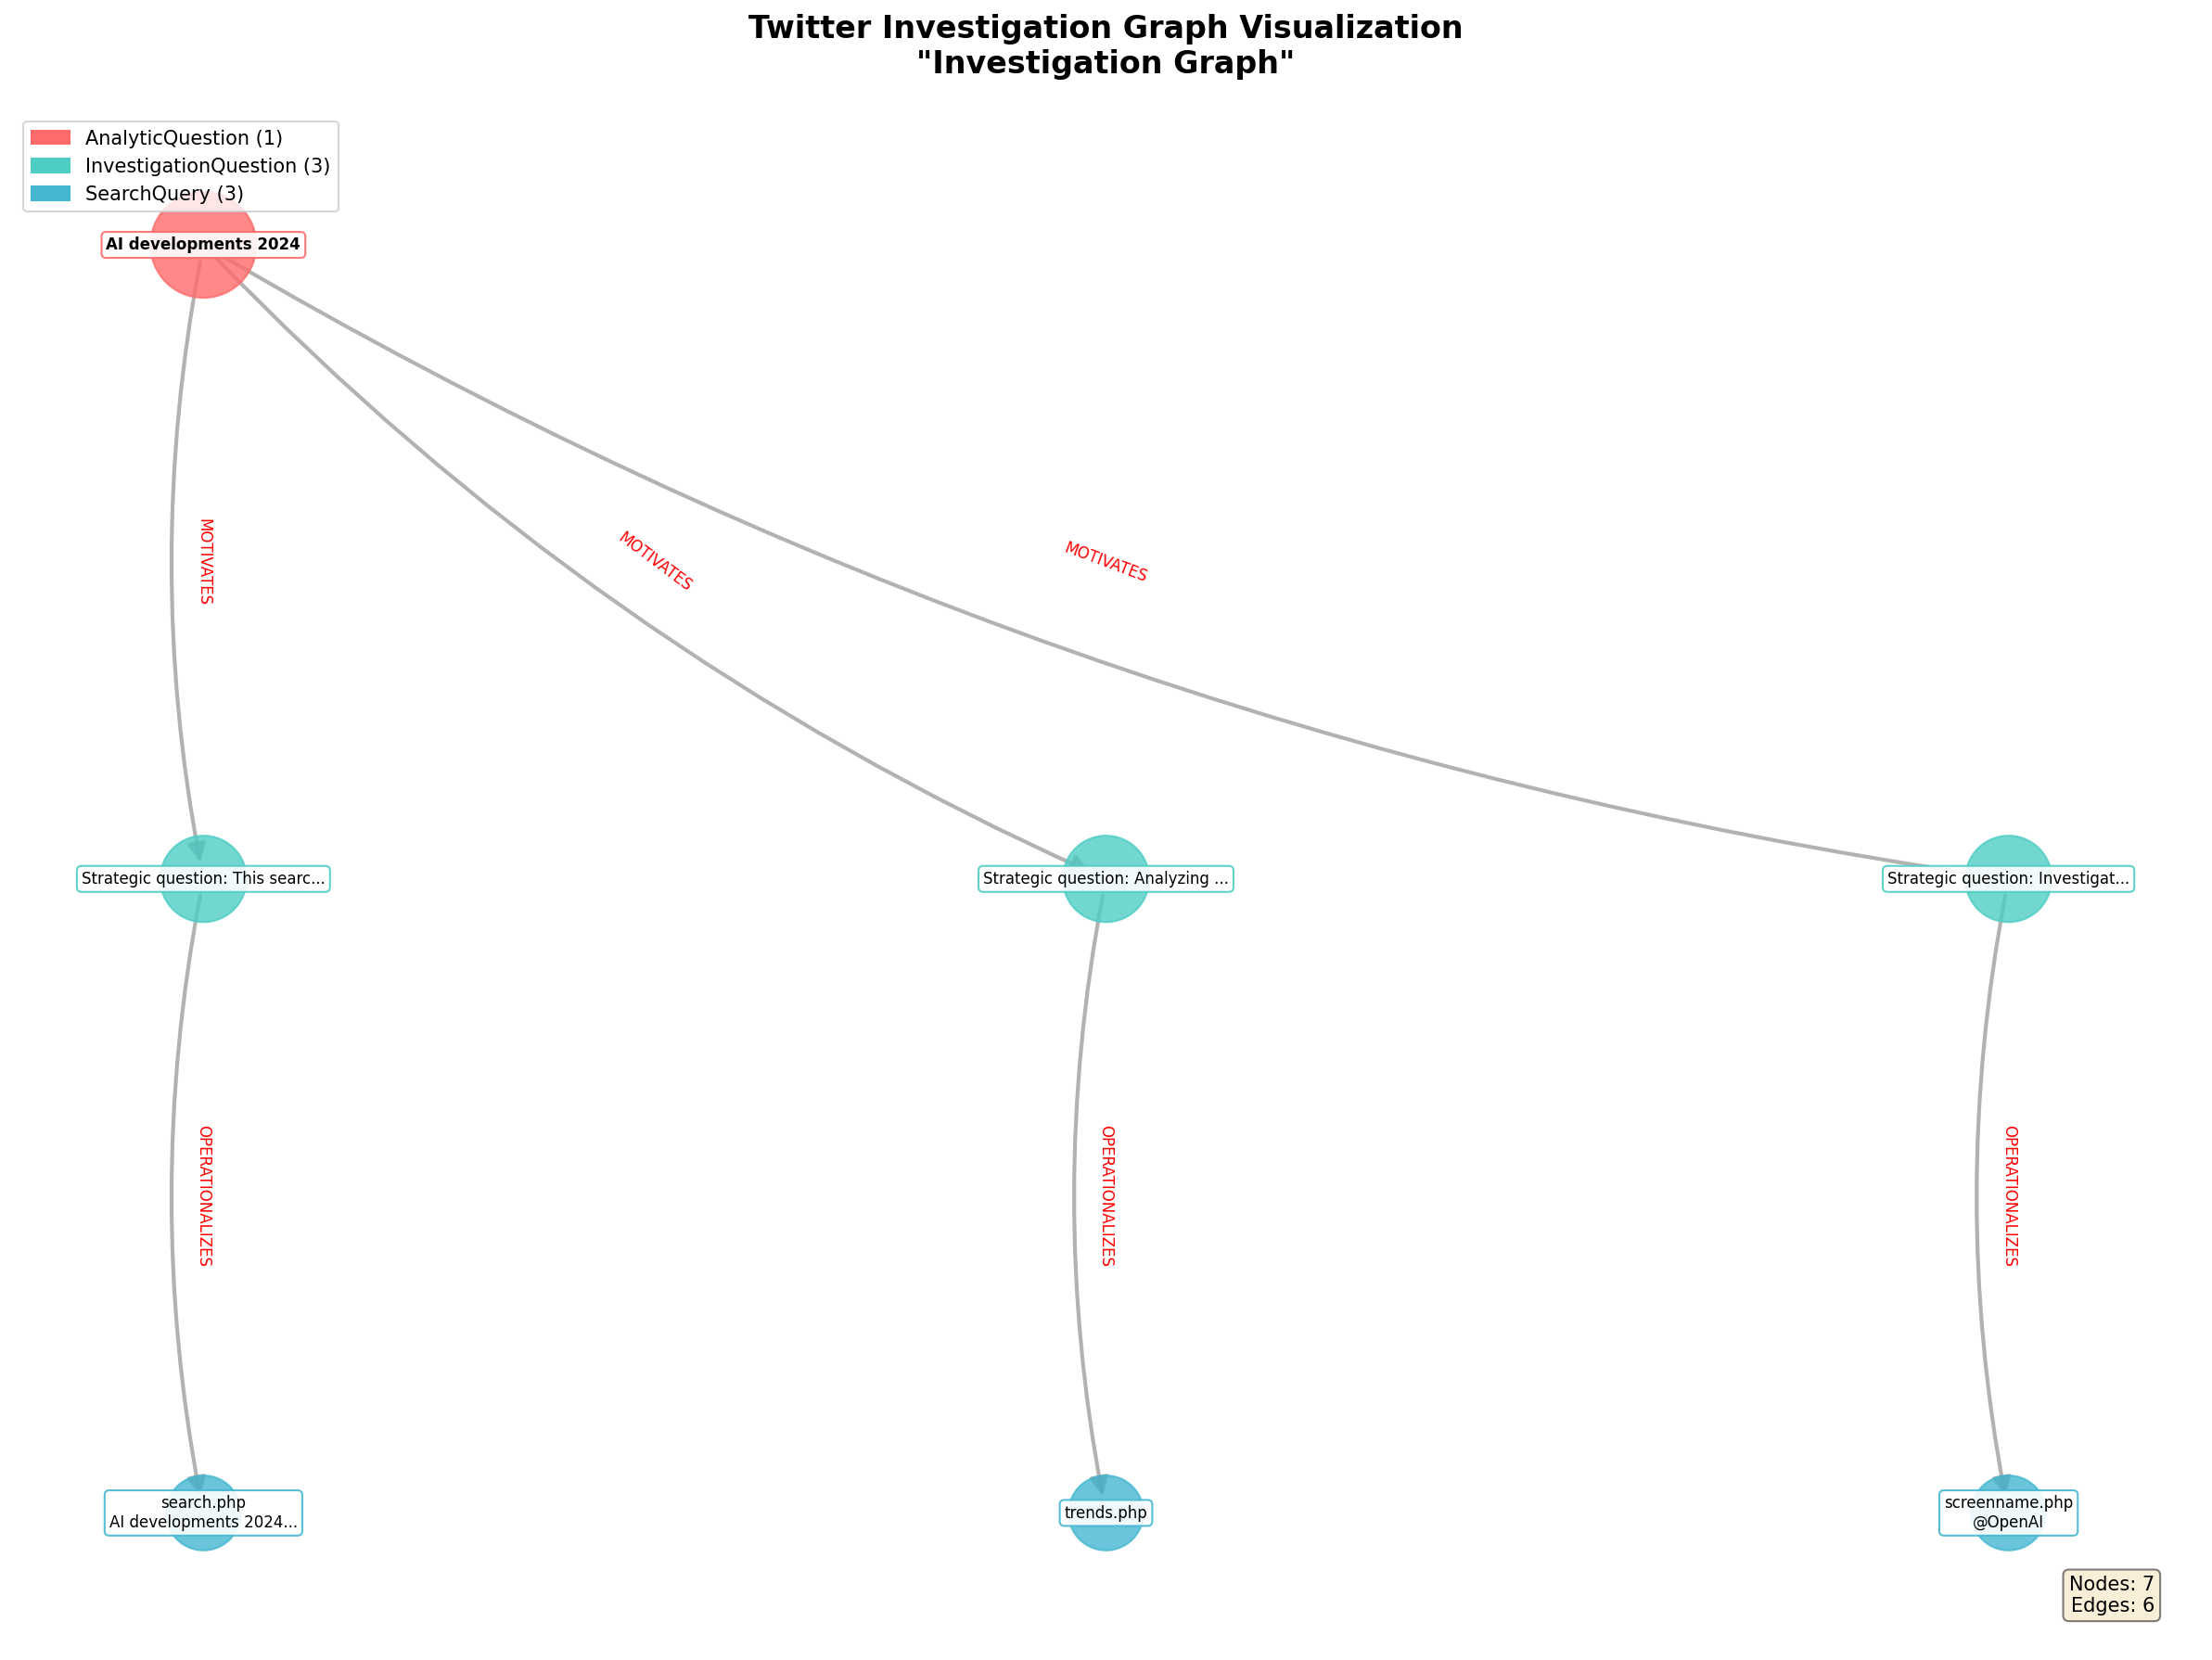 Twitter Investigation Graph Visualization
"Investigation Graph"
AnalyticQuestion (1)
InvestigationQuestion (3)
SearchQuery (3)
AI developments 2024
MOTIVATES
MOTIVATES
MOTIVATES
Strategic question: This searc...
Strategic question: Analyzing ...
Strategic question: Investigat...
OPERATIONALIZES
OPERATIONALIZES
OPERATIONALIZES
search.php
AI developments 2024...
trends.php
screenname.php
@OpenAI
Nodes: 7
Edges: 6